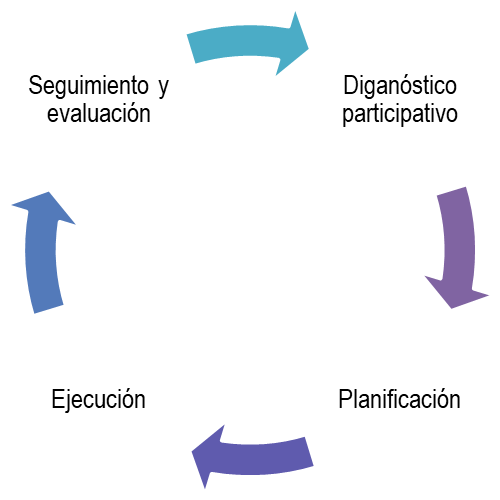 Seguimiento y
evaluación
Diganóstico
participativo
Ejecución
Planificación